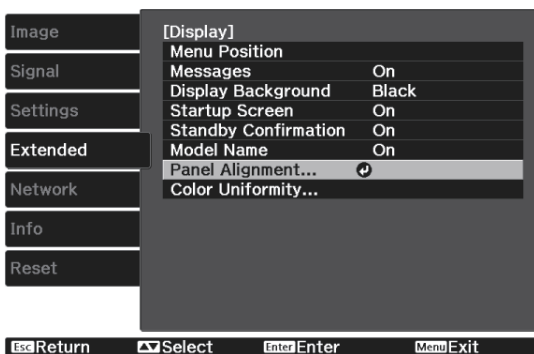 Image
Signal
Settings
Extended
Network
Info
Reset
[Display]
Menu Position
Messages On
Display Background Black
Startup Screen On
Standby Confirmation On
Model Name On
Panel Alignment...
Color Uniformity...
Esc Return Select Enter Enter Menu Exit